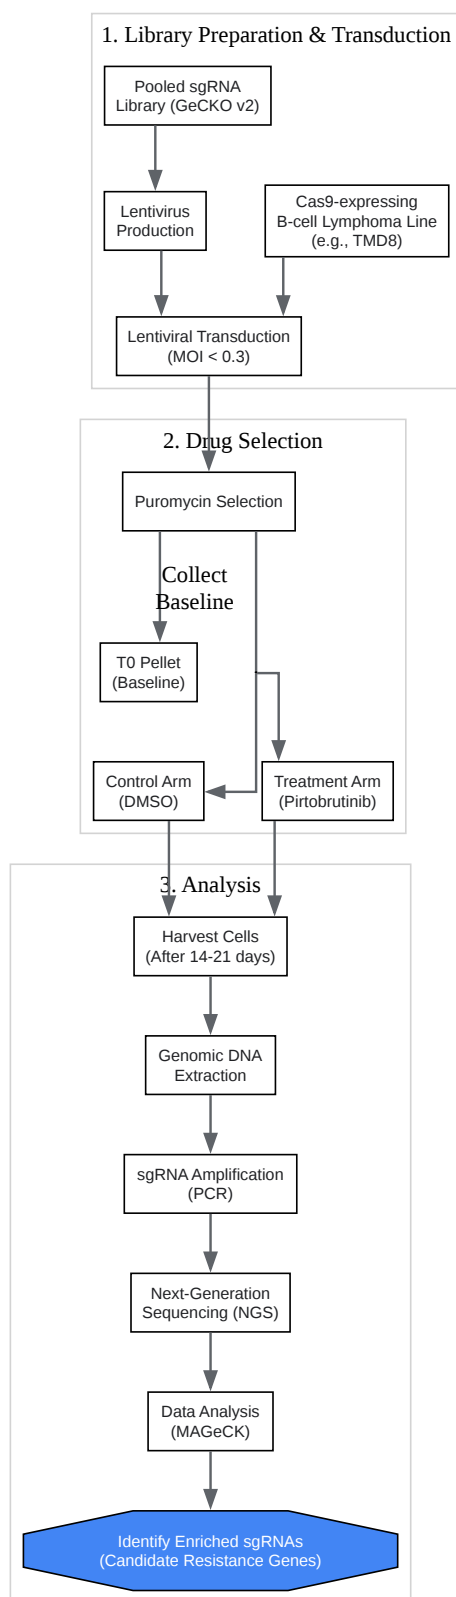 1. Library Preparation & Transduction
Pooled sgRNA
Library (GeCKO v2)
Lentivirus
Production
Cas9-expressing
B-cell Lymphoma Line
(e.g., TMD8)
Lentiviral Transduction
(MOI < 0.3)
2. Drug Selection
Puromycin Selection
Collect
Baseline
T0 Pellet
(Baseline)
Control Arm
(DMSO)
Treatment Arm
(Pirtobrutinib)
3. Analysis
Harvest Cells
(After 14-21 days)
Genomic DNA
Extraction
sgRNA Amplification
(PCR)
Next-Generation
Sequencing (NGS)
Data Analysis
(MAGeCK)
Identify Enriched sgRNAs
(Candidate Resistance Genes)